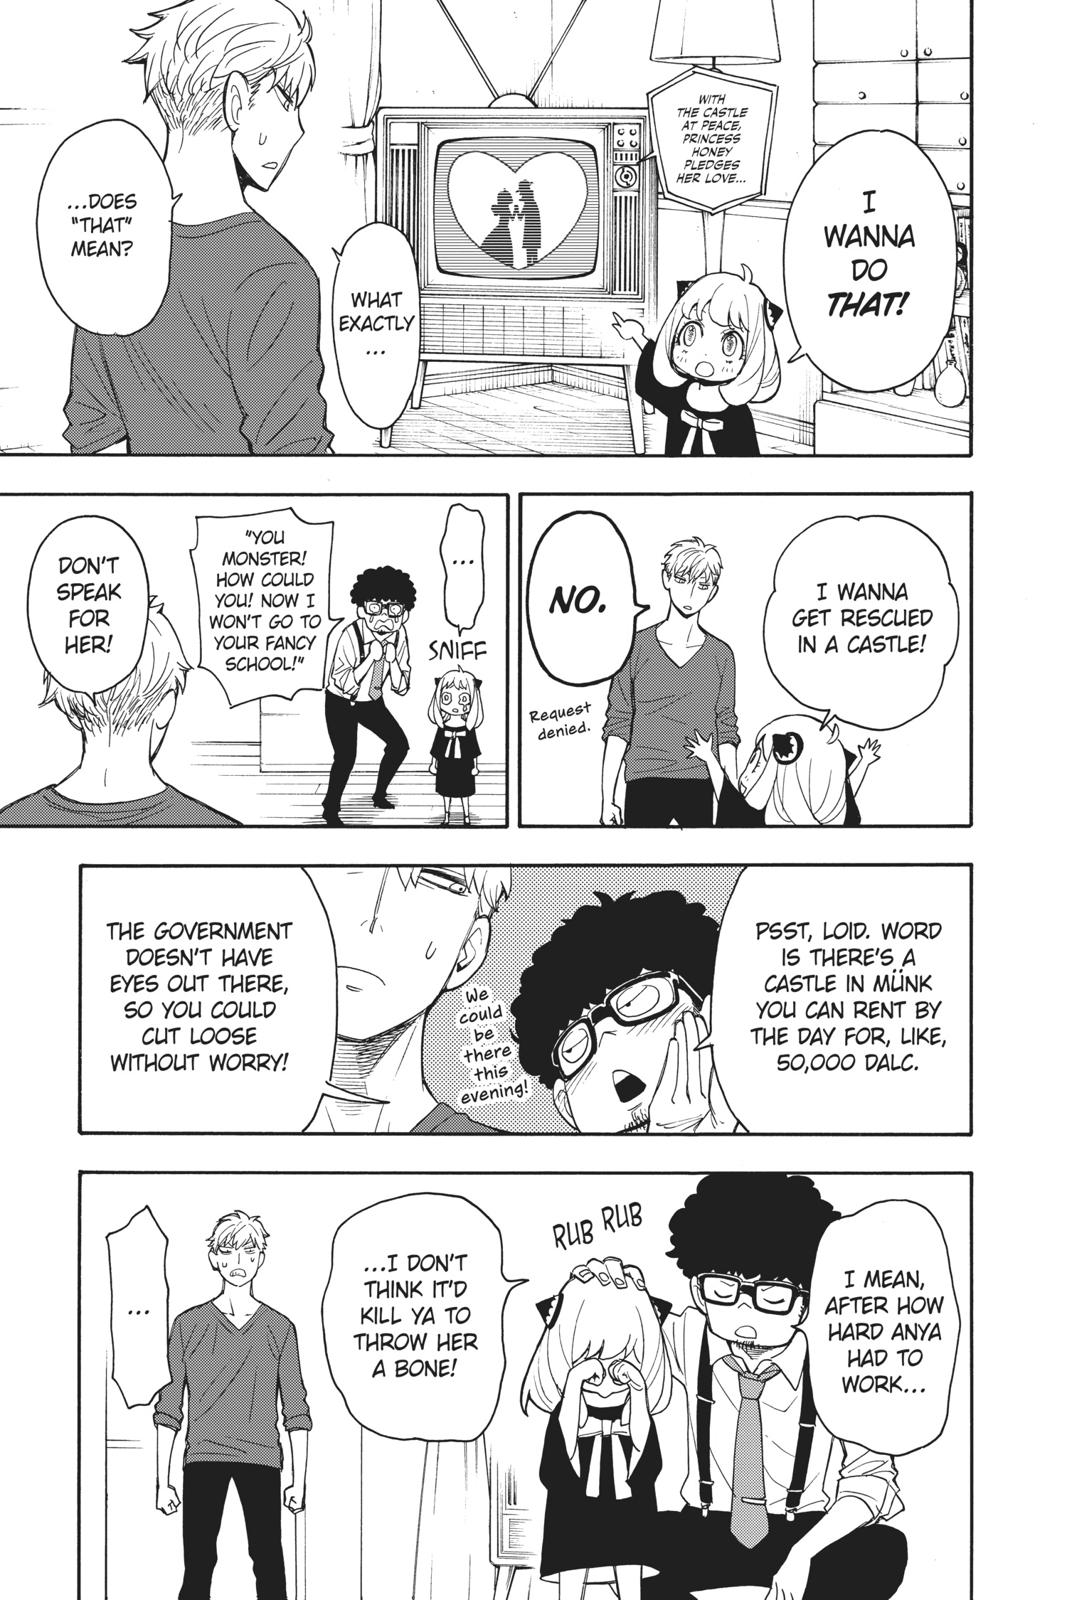 I
WANNA
DO
THAT!
WITH
THE CASTLE
AT PEACE,
PRINCESS
HONEY
PLEDGES
HER LOVE...
WHAT
EXACTLY
...
...DOES
"THAT"
MEAN?
I WANNA
GET RESCUED
IN A CASTLE!
NO.
Request
denied.
...
SNIFF
"YOU
MONSTER!
HOW COULD
YOU! NOW I
WON'T GO TO
YOUR FANCY
SCHOOL!"
DON'T
SPEAK
FOR
HER!
PSST, LOID. WORD
IS THERE'S A
CASTLE IN MÜNK
YOU CAN RENT BY
THE DAY FOR, LIKE,
50,000 DALC.
We
could
be
there
this
evening!
THE GOVERNMENT
DOESN'T HAVE
EYES OUT THERE,
SO YOU COULD
CUT LOOSE
WITHOUT WORRY!
I MEAN,
AFTER HOW
HARD ANYA
HAD TO
WORK...
RUB RUB
...I DON'T
THINK IT'D
KILL YA TO
THROW HER
A BONE!
...